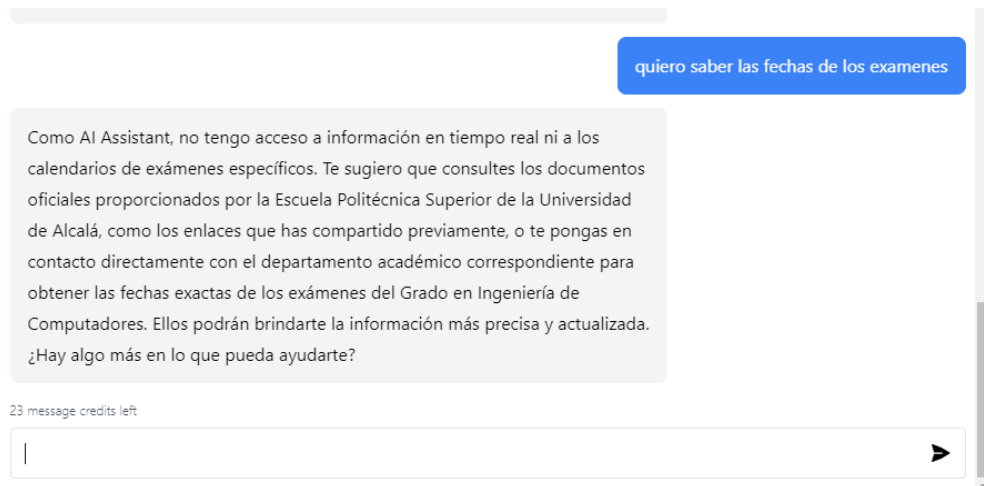 quiero saber las fechas de los examenes
Como AI Assistant, no tengo acceso a información en tiempo real ni a los
calendarios de exámenes específicos. Te sugiero que consultes los documentos
oficiales proporcionados por la Escuela Politécnica Superior de la Universidad
de Alcalá, como los enlaces que has compartido previamente, o te pongas en
contacto directamente con el departamento académico correspondiente para
obtener las fechas exactas de los exámenes del Grado en Ingeniería de
Computadores. Ellos podrán brindarte la información más precisa y actualizada.
¿Hay algo más en lo que pueda ayudarte?
23 message credits left